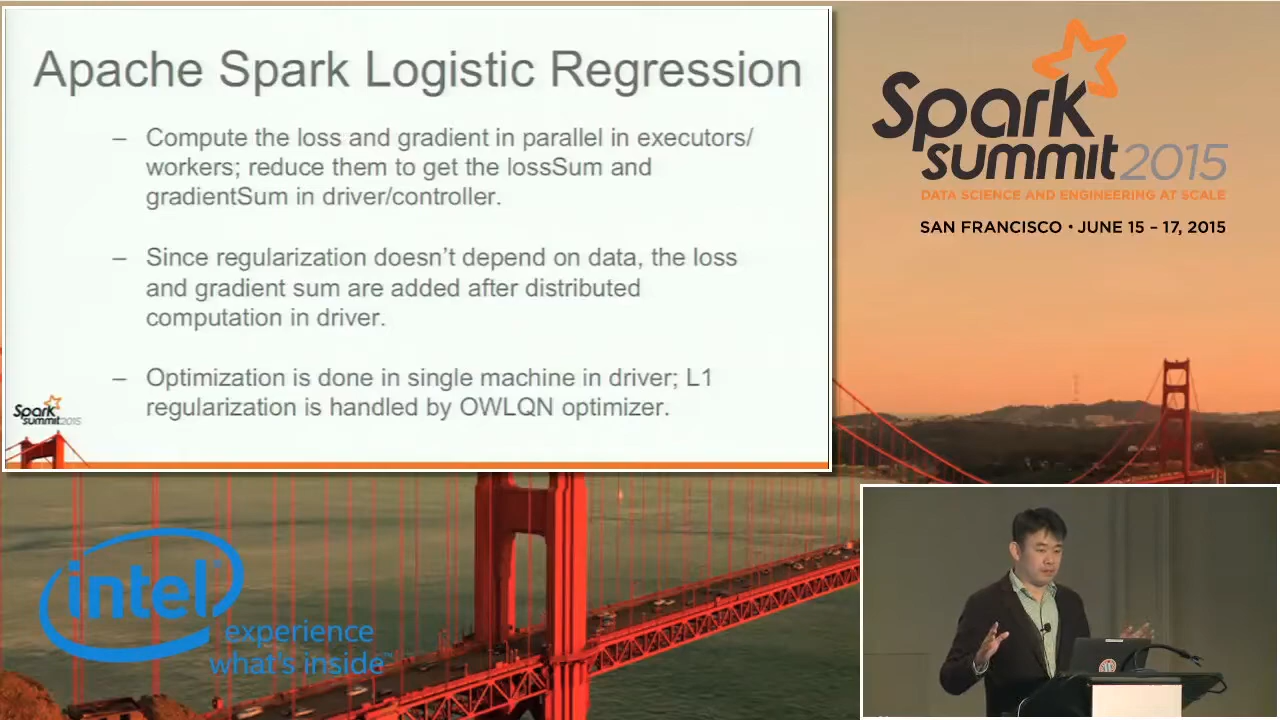 Apache Spark Logistic Regression
– Compute the loss and gradient in parallel in executors/
workers; reduce them to get the lossSum and
gradientSum in driver/controller.
– Since regularization doesn't depend on data, the loss
and gradient sum are added after distributed
computation in driver.
– Optimization is done in single machine in driver; L1
regularization is handled by OWLQN optimizer.
Spark
summit2015
Spark
summit2015
DATA SCIENCE AND ENGINEERING AT SCALE
SAN FRANCISCO • JUNE 15 – 17, 2015
intel®
experience
what's inside™